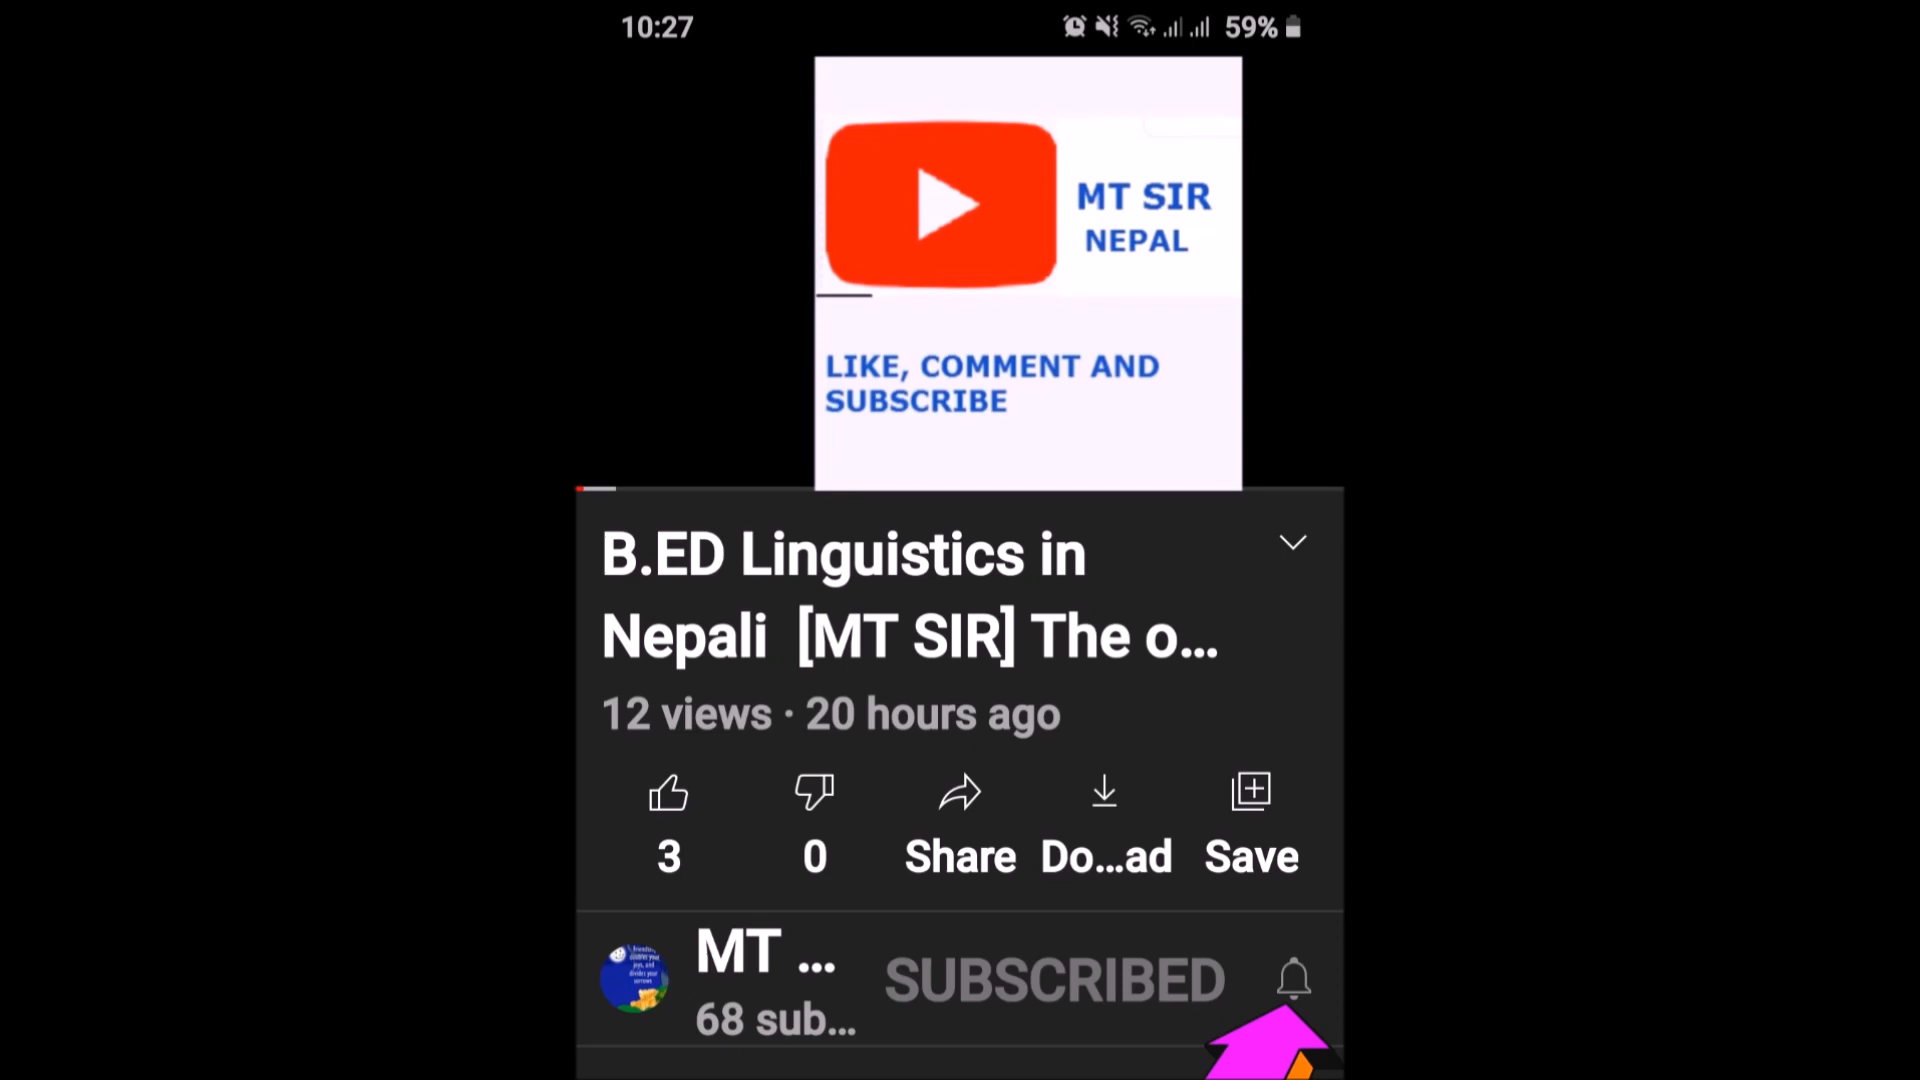 10:27
59%
MT SIR
NEPAL
LIKE, COMMENT AND
SUBSCRIBE
B.ED Linguistics in
Nepali [MT SIR] The o...
12 views · 20 hours ago
3
0
Share
Do...ad
Save
MT ...
SUBSCRIBED
68 sub...